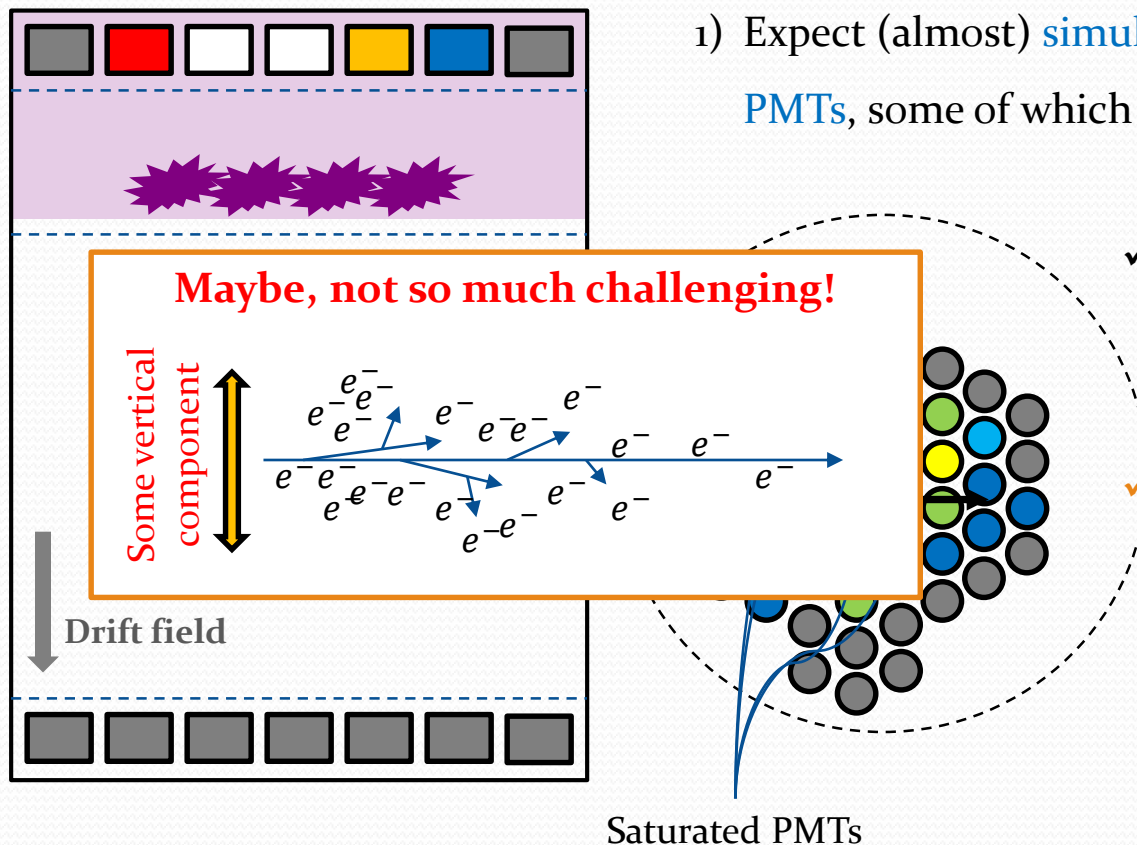 1) Expect (almost)
PMTs, some of which
Maybe, not so much challenging!
Some vertical
component
e⁻
e⁻ e⁻
e⁻ e⁻ e⁻ e⁻e⁻ e⁻
e⁻ e⁻
e⁻ e⁻ e⁻
e⁻ e⁻ e⁻ e⁻ e⁻ e⁻
e⁻e⁻
Drift field
Saturated PMTs